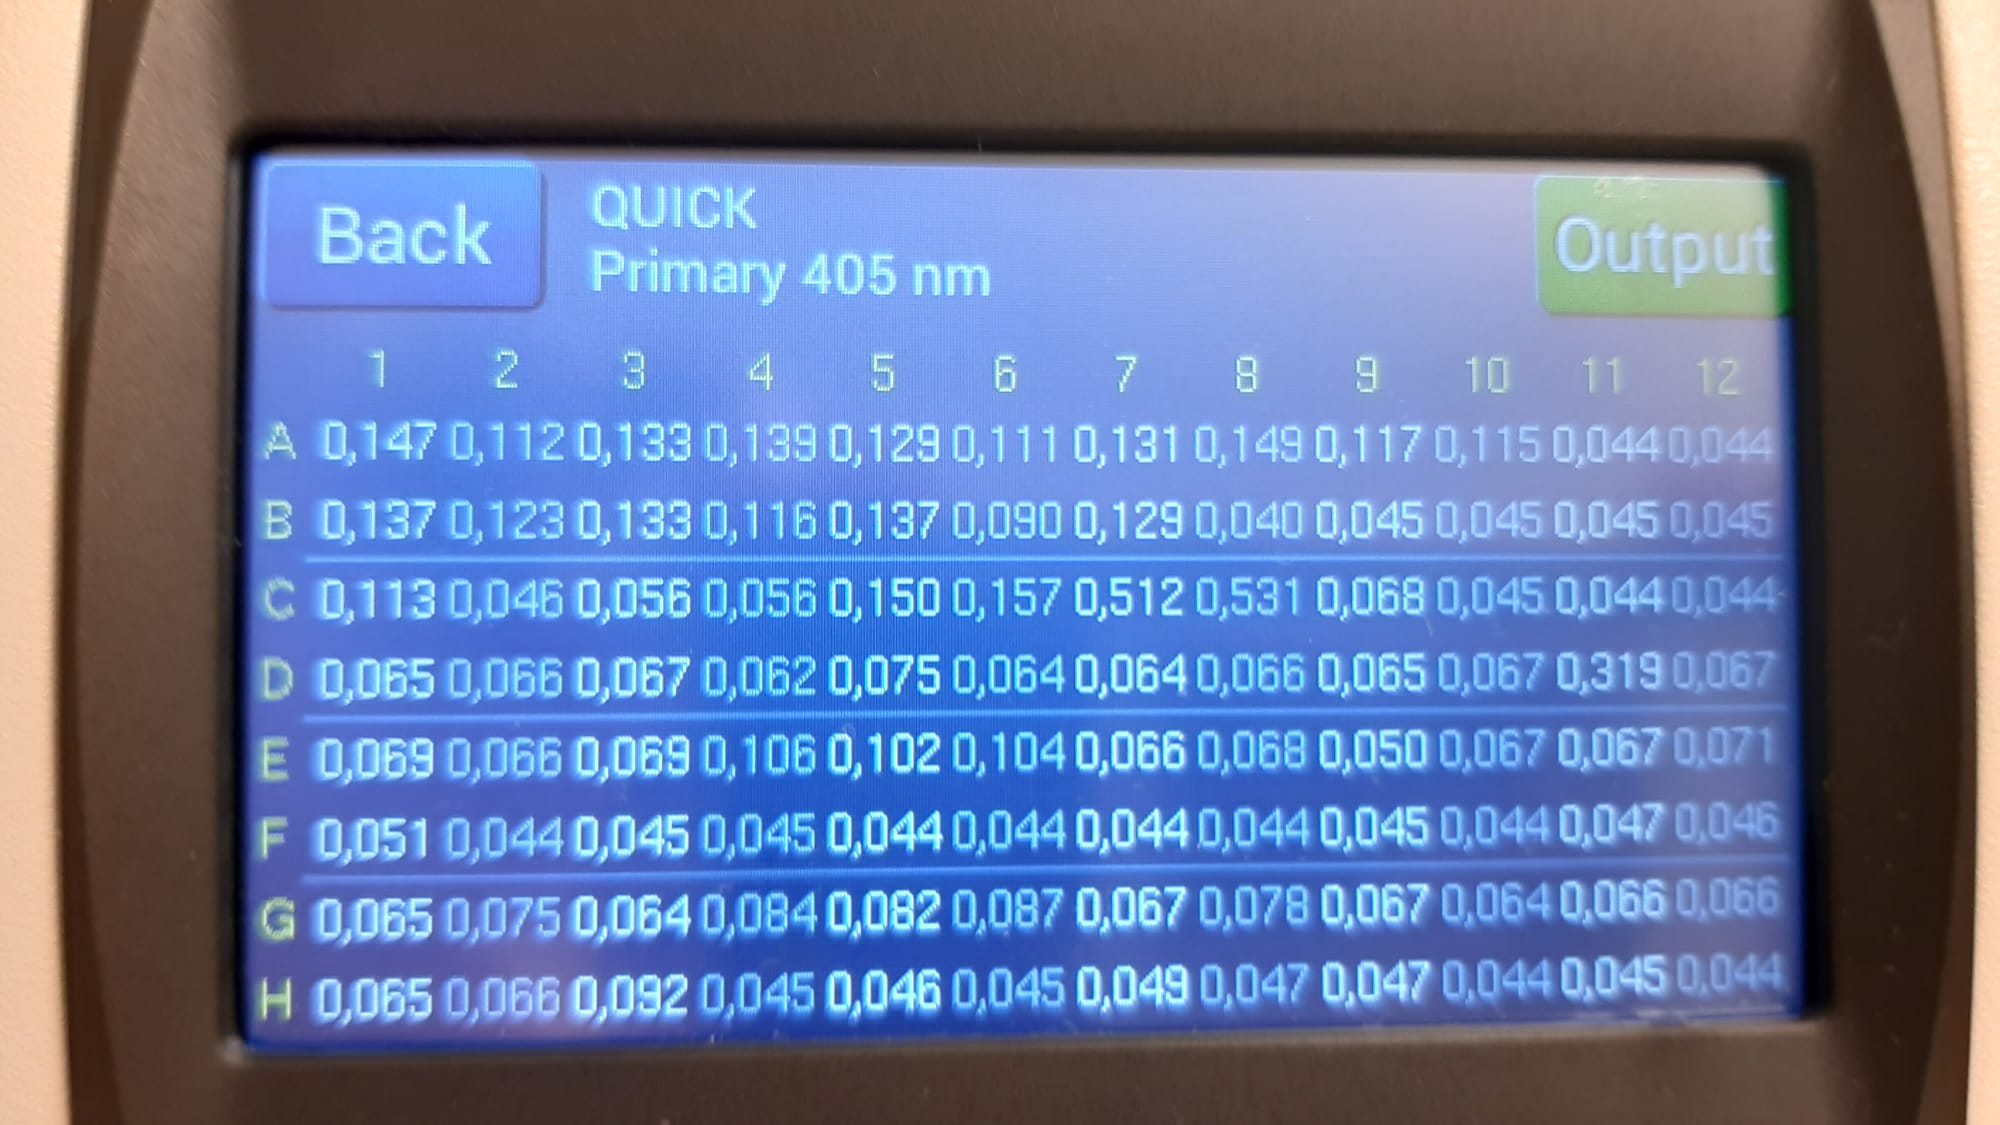 Back
QUICK
Primary 405 nm
Output
1 2 3 4 5 6 7 8 9 10 11 12
A 0,147 0,112 0,133 0,139 0,129 0,111 0,131 0,149 0,117 0,115 0,044 0,044
B 0,137 0,123 0,133 0,116 0,137 0,090 0,129 0,040 0,045 0,045 0,045 0,045
C 0,113 0,046 0,056 0,056 0,150 0,157 0,512 0,531 0,068 0,045 0,044 0,044
D 0,065 0,066 0,067 0,062 0,075 0,064 0,064 0,066 0,065 0,067 0,319 0,067
E 0,069 0,066 0,069 0,106 0,102 0,104 0,066 0,068 0,050 0,067 0,067 0,071
F 0,051 0,044 0,045 0,045 0,044 0,044 0,044 0,044 0,045 0,044 0,047 0,046
G 0,065 0,075 0,064 0,084 0,082 0,087 0,067 0,078 0,067 0,064 0,066 0,066
H 0,065 0,066 0,092 0,045 0,046 0,045 0,049 0,047 0,047 0,044 0,045 0,044